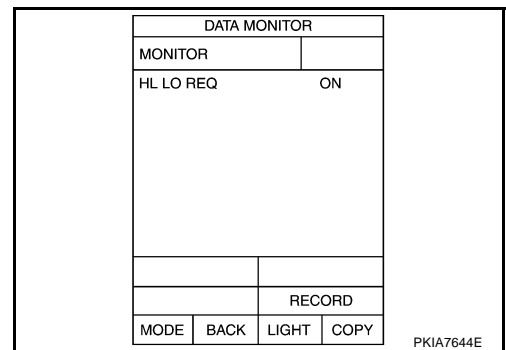 DATA MONITOR
MONITOR
HL LO REQ ON
RECORD
MODE BACK LIGHT COPY
PKIA7644E